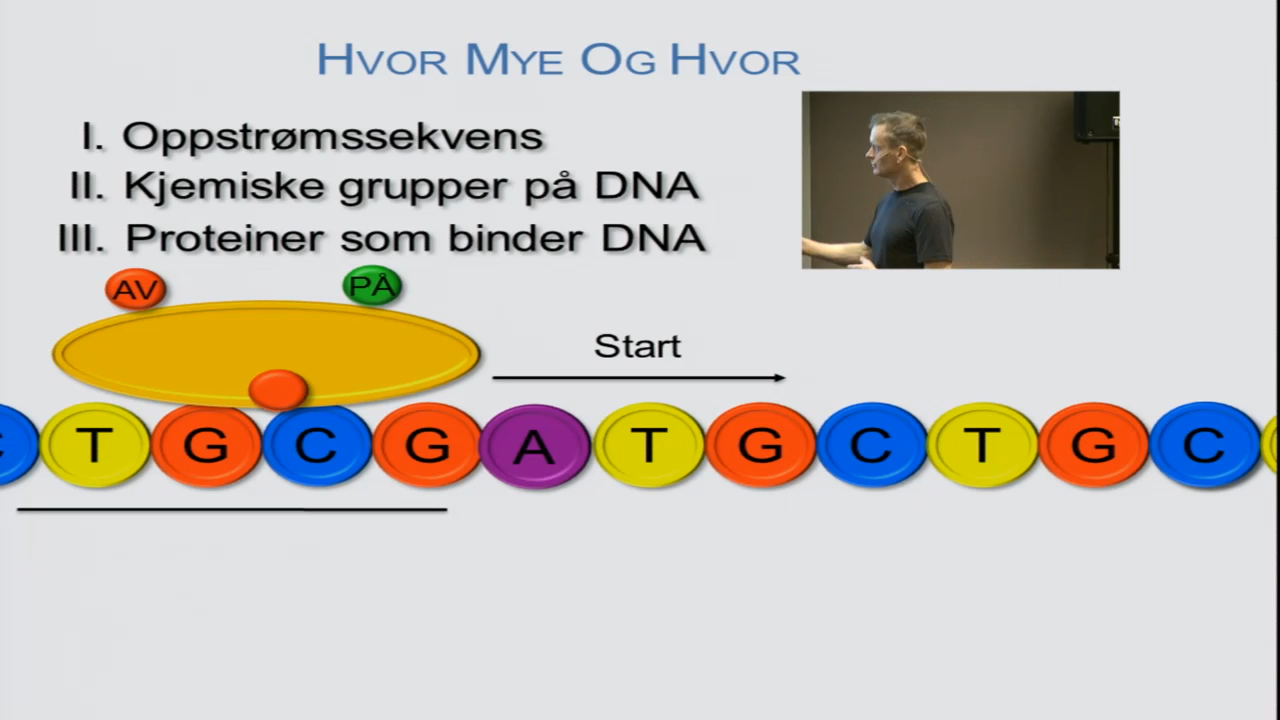 HVOR MYE OG HVOR
I. Oppstrømssekvens
II. Kjemiske grupper på DNA
III. Proteiner som binder DNA
AV PÅ
Start
C T G C G A T G C T G C